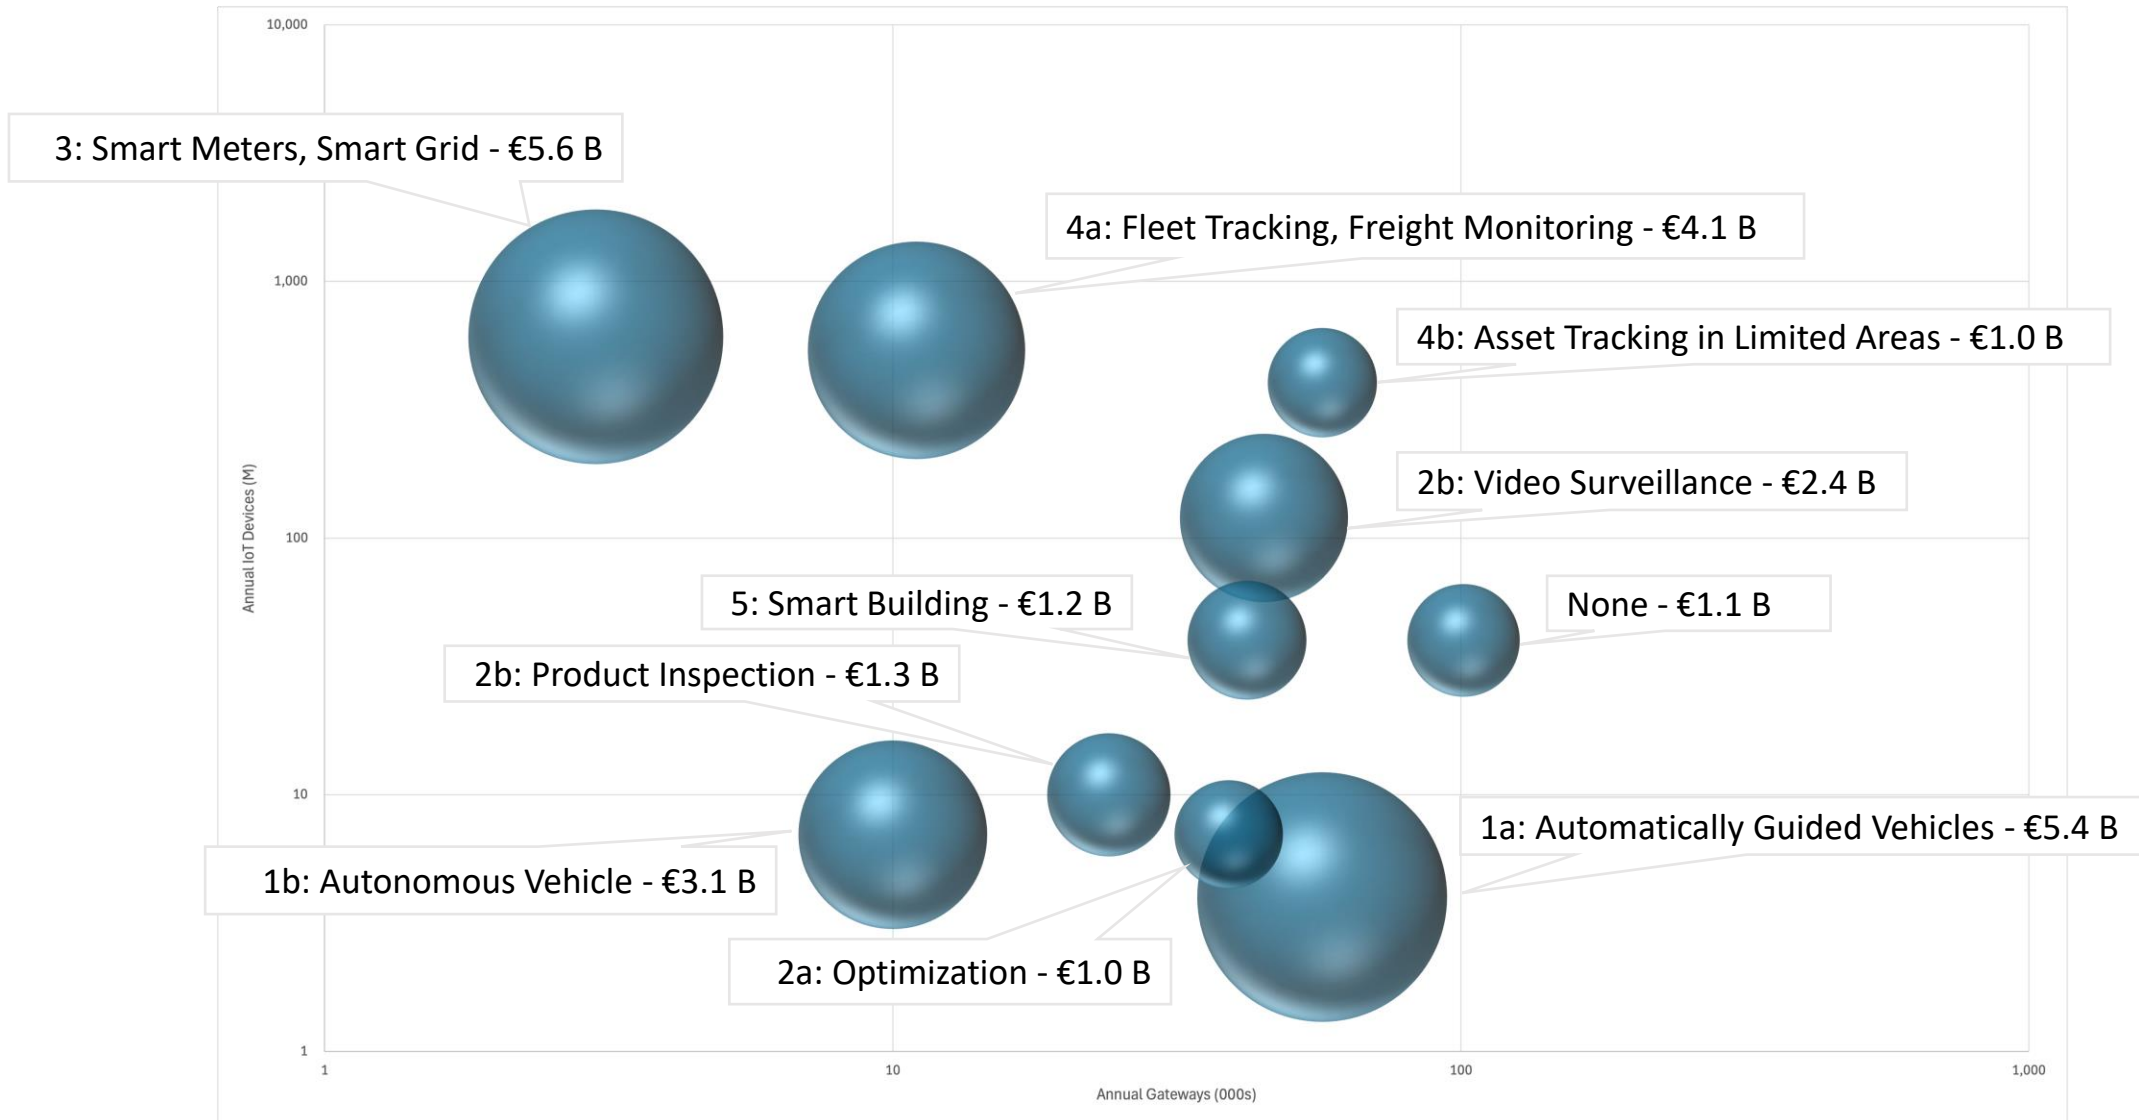 10,000
3: Smart Meters, Smart Grid - €5.6 B
4a: Fleet Tracking, Freight Monitoring - €4.1 B
1,000
4b: Asset Tracking in Limited Areas - €1.0 B
2b: Video Surveillance - €2.4 B
Annual IoT Devices (M)
100
5: Smart Building - €1.2 B
None - €1.1 B
2b: Product Inspection - €1.3 B
10
1a: Automatically Guided Vehicles - €5.4 B
1b: Autonomous Vehicle - €3.1 B
2a: Optimization - €1.0 B
1
1
10
100
1,000
Annual Gateways (000s)